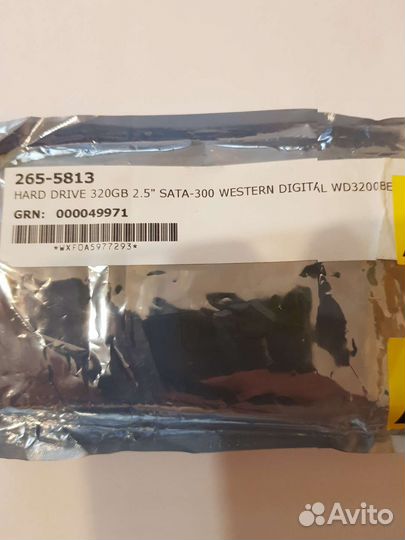 265-5813
HARD DRIVE 320GB 2.5" SATA-300 WESTERN DIGITAL WD3200BE
GRN: 000049971
*WXF0A5977293*
Avito